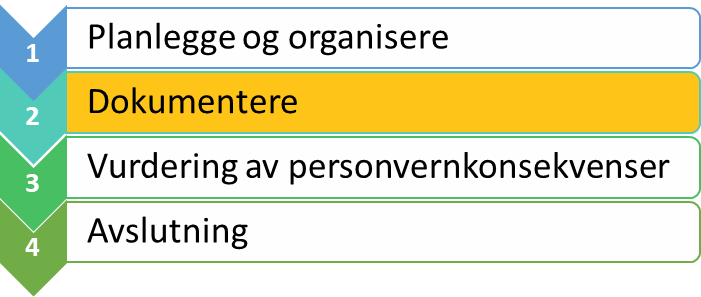 1 Planlegge og organisere
2 Dokumentere
3 Vurdering av personvernkonsekvenser
4 Avslutning